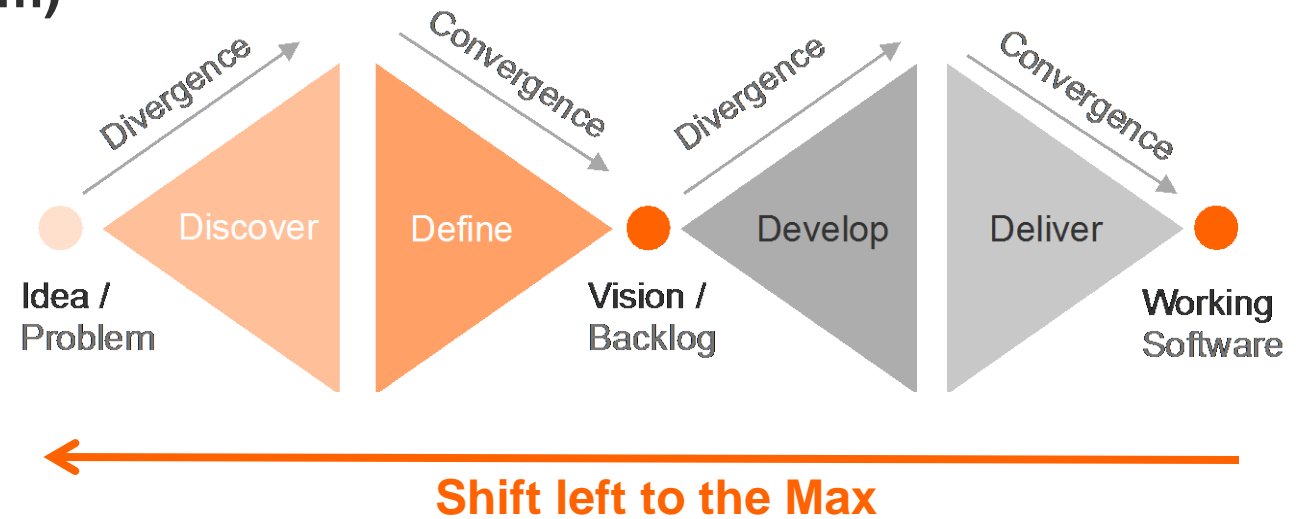 Divergence
Convergence
Divergence
Convergence
Discover
Define
Develop
Deliver
Idea /
Problem
Vision /
Backlog
Working
Software
Shift left to the Max